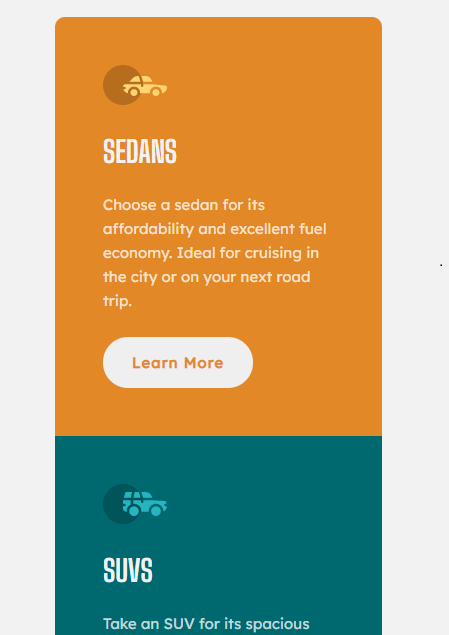 SEDANS
Choose a sedan for its
affordability and excellent fuel
economy. Ideal for cruising in
the city or on your next road
trip.
Learn More
SUVS
Take an SUV for its spacious